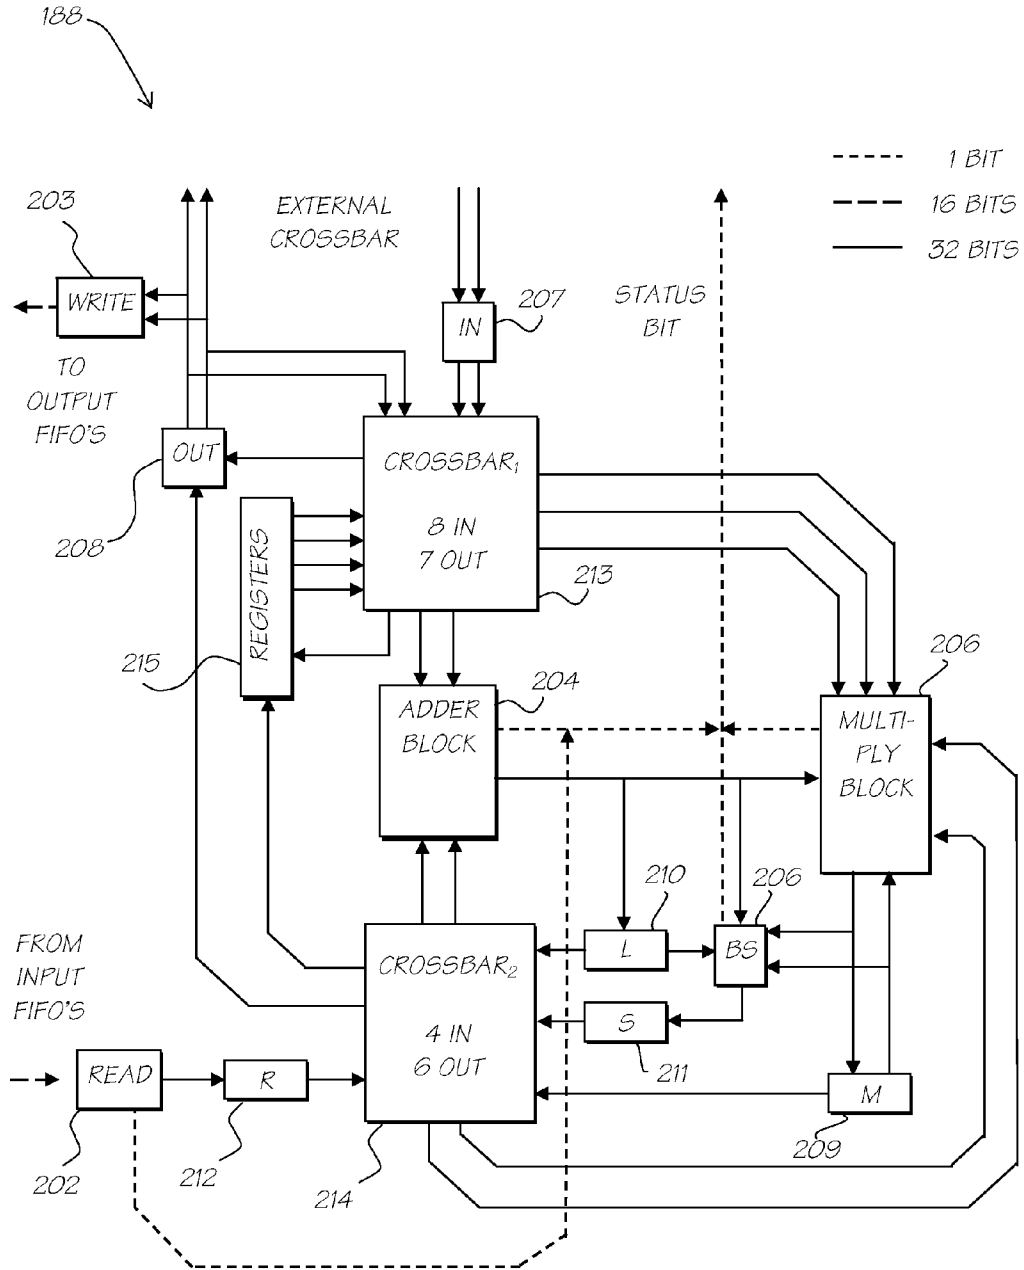 188
1 BIT
16 BITS
32 BITS
203
EXTERNAL
CROSSBAR
WRITE
207
IN
STATUS
BIT
TO
OUTPUT
FIFO'S
OUT
208
CROSSBAR₁
8 IN
7 OUT
213
REGISTERS
215
204
ADDER
BLOCK
206
MULTI-
PLY
BLOCK
210
206
L
BS
FROM
INPUT
FIFO'S
CROSSBAR₂
4 IN
6 OUT
S
211
READ
R
M
209
202
212
214